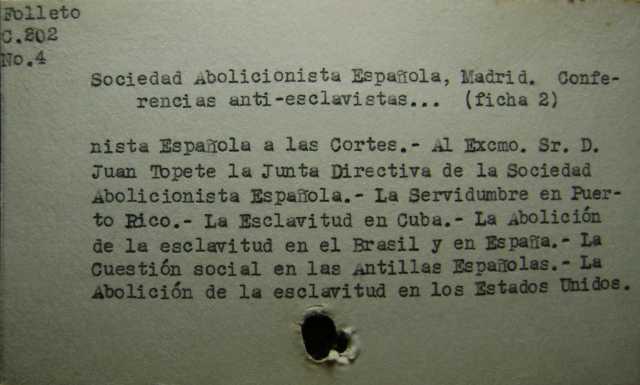 Folleto
C.202
No.4
Sociedad Abolicionista Española, Madrid. Confe-
rencias anti-esclavistas... (ficha 2)
nista Española a las Cortes.- Al Excmo. Sr. D.
Juan Topete la Junta Directiva de la Sociedad
Abolicionista Española.- La Servidumbre en Puer-
to Rico.- La Esclavitud en Cuba.- La Abolición
de la esclavitud en el Brasil y en España.- La
Cuestión social en las Antillas Españolas.- La
Abolición de la esclavitud en los Estados Unidos.